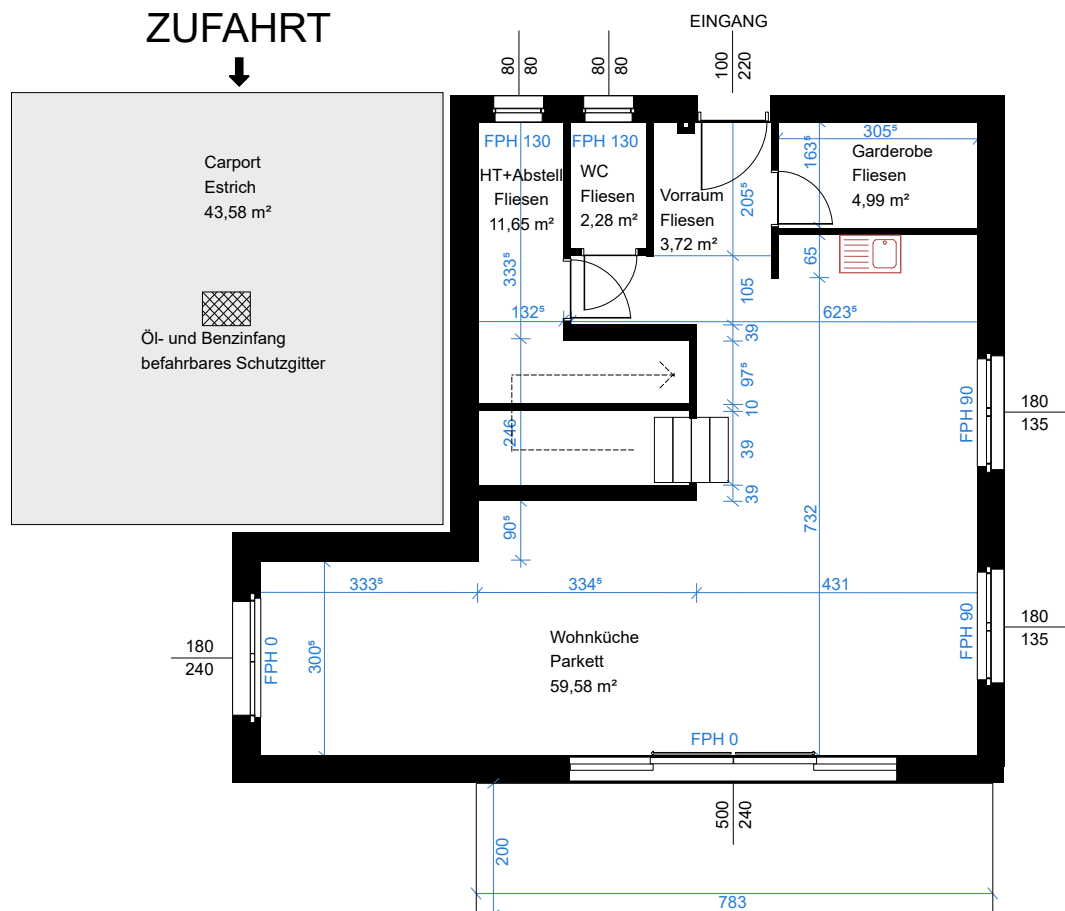 ZUFAHRT
EINGANG
80
80
80
80
100
220
Carport
Estrich
43,58 m²
Öl- und Benzinfang
befahrbares Schutzgitter
FPH 130
HT+Abstell
Fliesen
11,65 m²
FPH 130
WC
Fliesen
2,28 m²
Vorraum
Fliesen
3,72 m²
305⁵
Garderobe
Fliesen
4,99 m²
163⁵
205⁵
333⁵
65
105
132⁵
623⁵
39
97⁵
10
246
39
39
90⁵
732
FPH 90
180
135
333⁵
334⁵
431
300⁵
FPH 0
180
240
Wohnküche
Parkett
59,58 m²
FPH 90
180
135
FPH 0
500
240
200
783